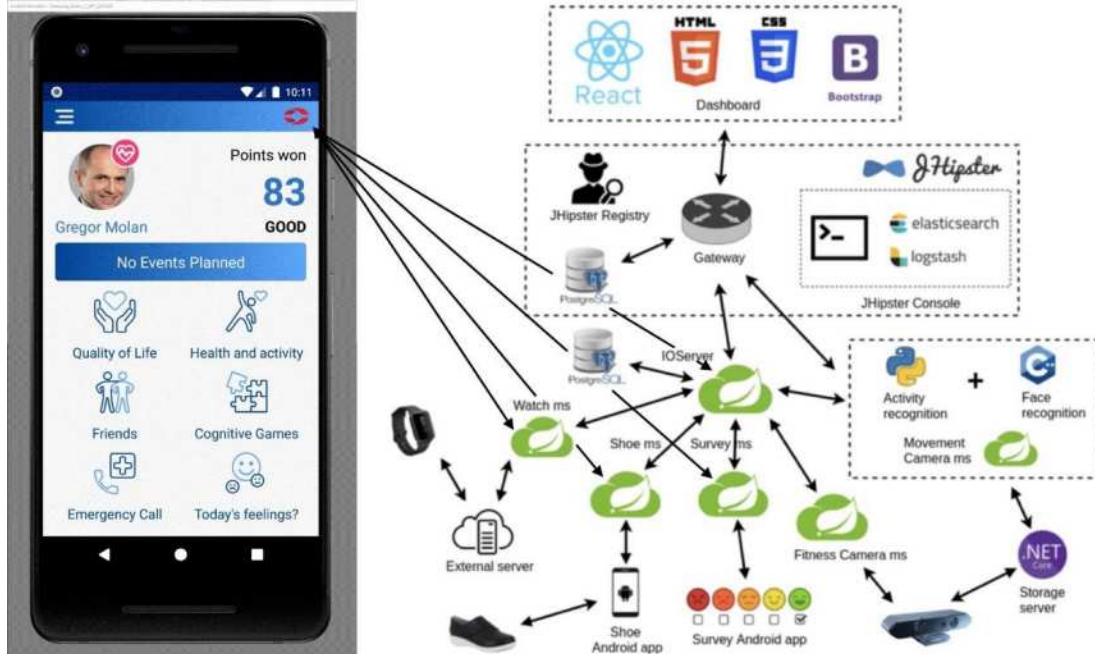 10:11
Points won
83
GOOD
Gregor Molan
No Events Planned
Quality of Life
Health and activity
Friends
Cognitive Games
Emergency Call
Today's feelings?
React
HTML
5
CSS
3
B
Bootstrap
Dashboard
JHipster Registry
JHipster
Gateway
>_
elasticsearch
logstash
JHipster Console
PostgreSQL
PostgreSQL
IOServer
Watch ms
Shoe ms
Survey ms
Activity
recognition
+
C++
Face
recognition
Movement
Camera ms
External server
Fitness Camera ms
.NET
Core
Storage
server
Shoe
Android app
Survey Android app